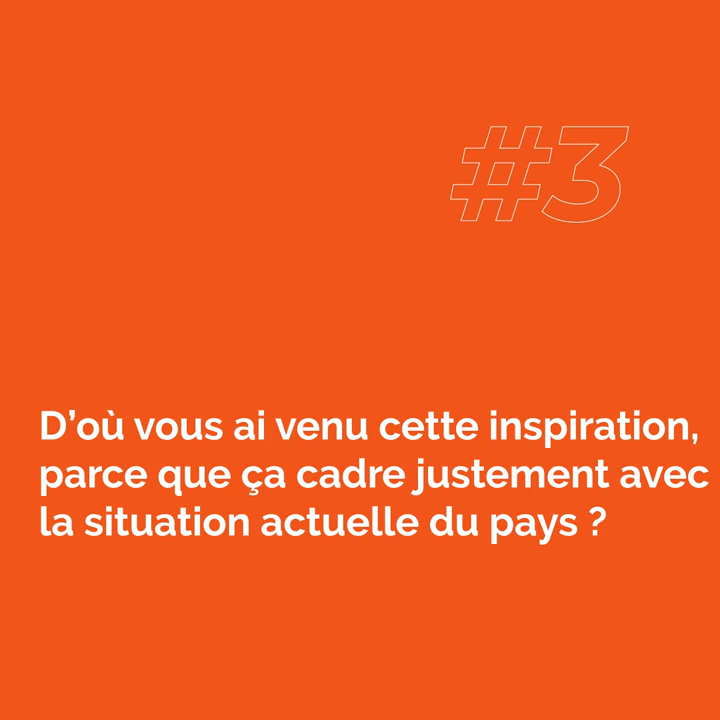 #3
D’où vous ai venu cette inspiration,
parce que ça cadre justement avec
la situation actuelle du pays ?